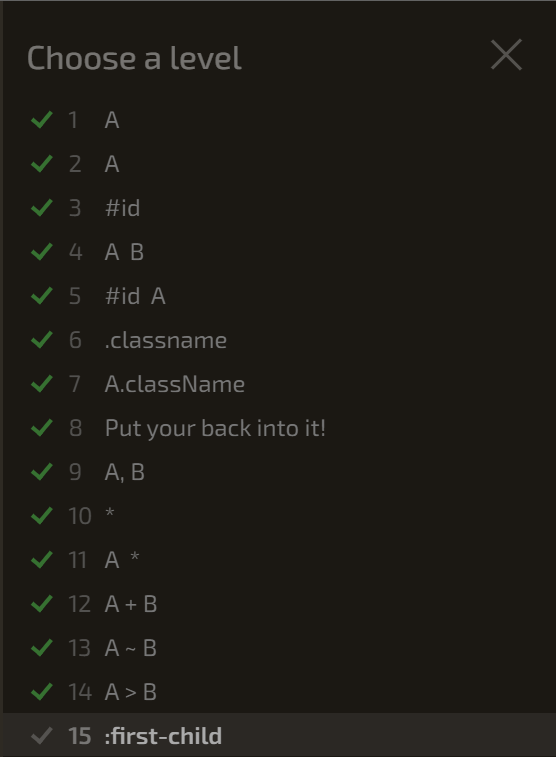 Choose a level
1 A
2 A
3 #id
4 A B
5 #id A
6 .classname
7 A.className
8 Put your back into it!
9 A, B
10 *
11 A *
12 A + B
13 A ~ B
14 A > B
15 :first-child